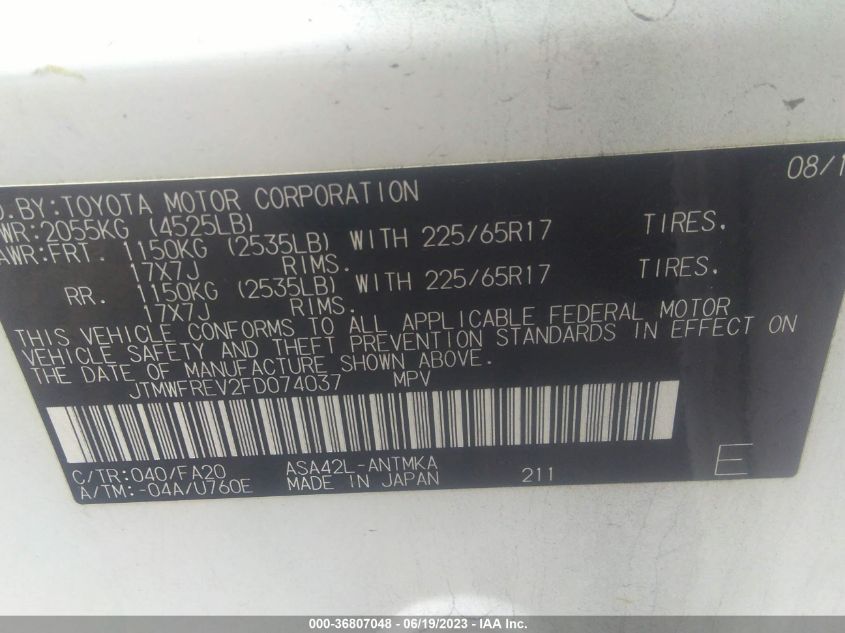 08/1
D.BY:TOYOTA MOTOR CORPORATION
WR:2055KG (4525LB)
AWR:FRT. 1150KG (2535LB) WITH 225/65R17 TIRES.
17X7J RIMS.
RR. 1150KG (2535LB) WITH 225/65R17 TIRES.
17X7J RIMS.
THIS VEHICLE CONFORMS TO ALL APPLICABLE FEDERAL MOTOR
VEHICLE SAFETY AND THEFT PREVENTION STANDARDS IN EFFECT ON
THE DATE OF MANUFACTURE SHOWN ABOVE.
JTMWFREV2FD074037 MPV
C/TR:040/FA20 ASA42L-ANTMKA
A/TM:-04A/U760E MADE IN JAPAN 211 E
000-36807048 - 06/19/2023 - IAA Inc.